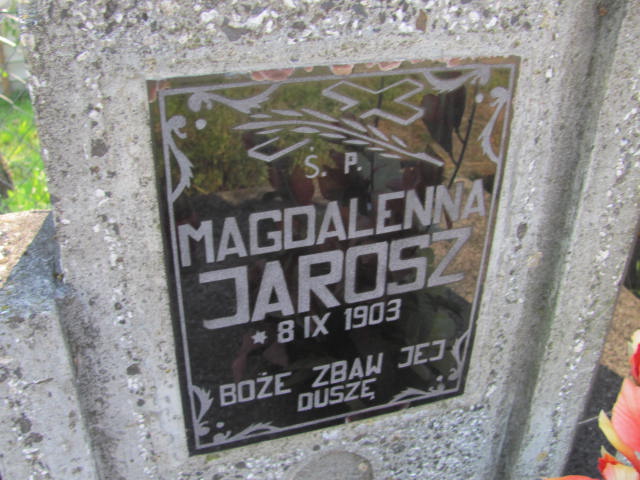 Ś. P.
MAGDALENNA
JAROSZ
* 8 IX 1903
BOŻE ZBAW JEJ
DUSZĘ